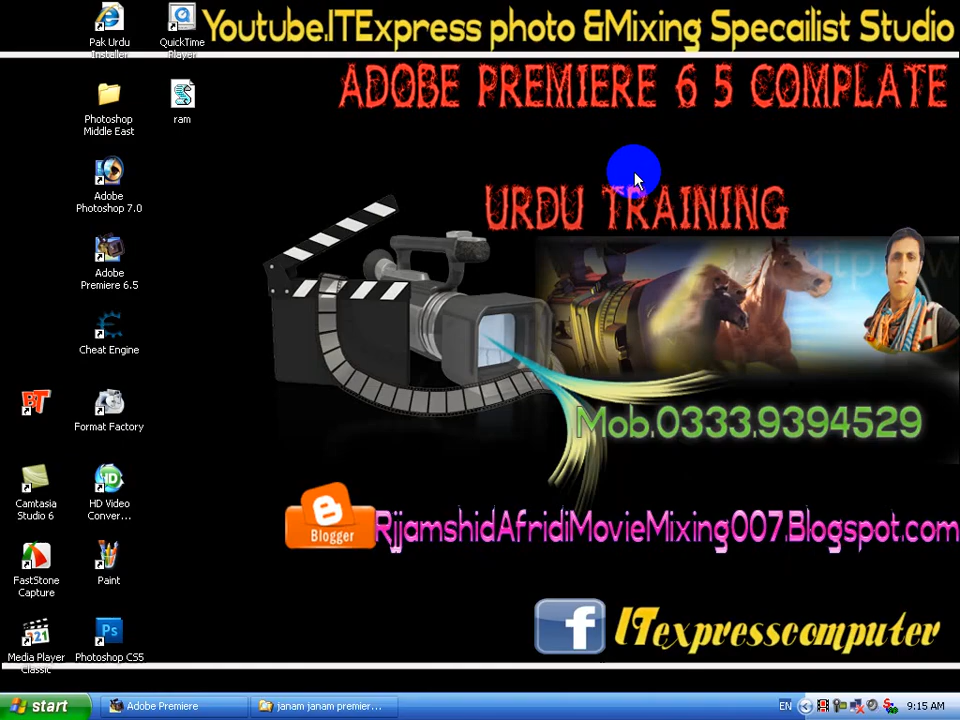 Youtube.ITExpress photo &Mixing Specailist Studio
ADOBE PREMIERE 6 5 COMPLATE
URDU TRAINING
Mob.0333.9394529
Blogger
RjjamshidAfridiMovieMixing007.Blogspot.com
f ITexpresscomputer
Pak Urdu
Installer
QuickTime
Player
Photoshop
Middle East
ram
Adobe
Photoshop 7.0
Adobe
Premiere 6.5
Cheat Engine
BT
Format Factory
Camtasia
Studio 6
HD Video
Conver...
FastStone
Capture
Paint
321
Media Player
Classic
Ps
Photoshop CS5
start
Adobe Premiere
janam janam premier...
EN
9:15 AM